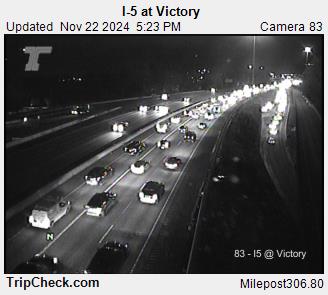 I-5 at Victory
Updated Nov 22 2024 5:23 PM Camera 83
T
N
83 - I5 @ Victory
TripCheck.com Milepost306.80